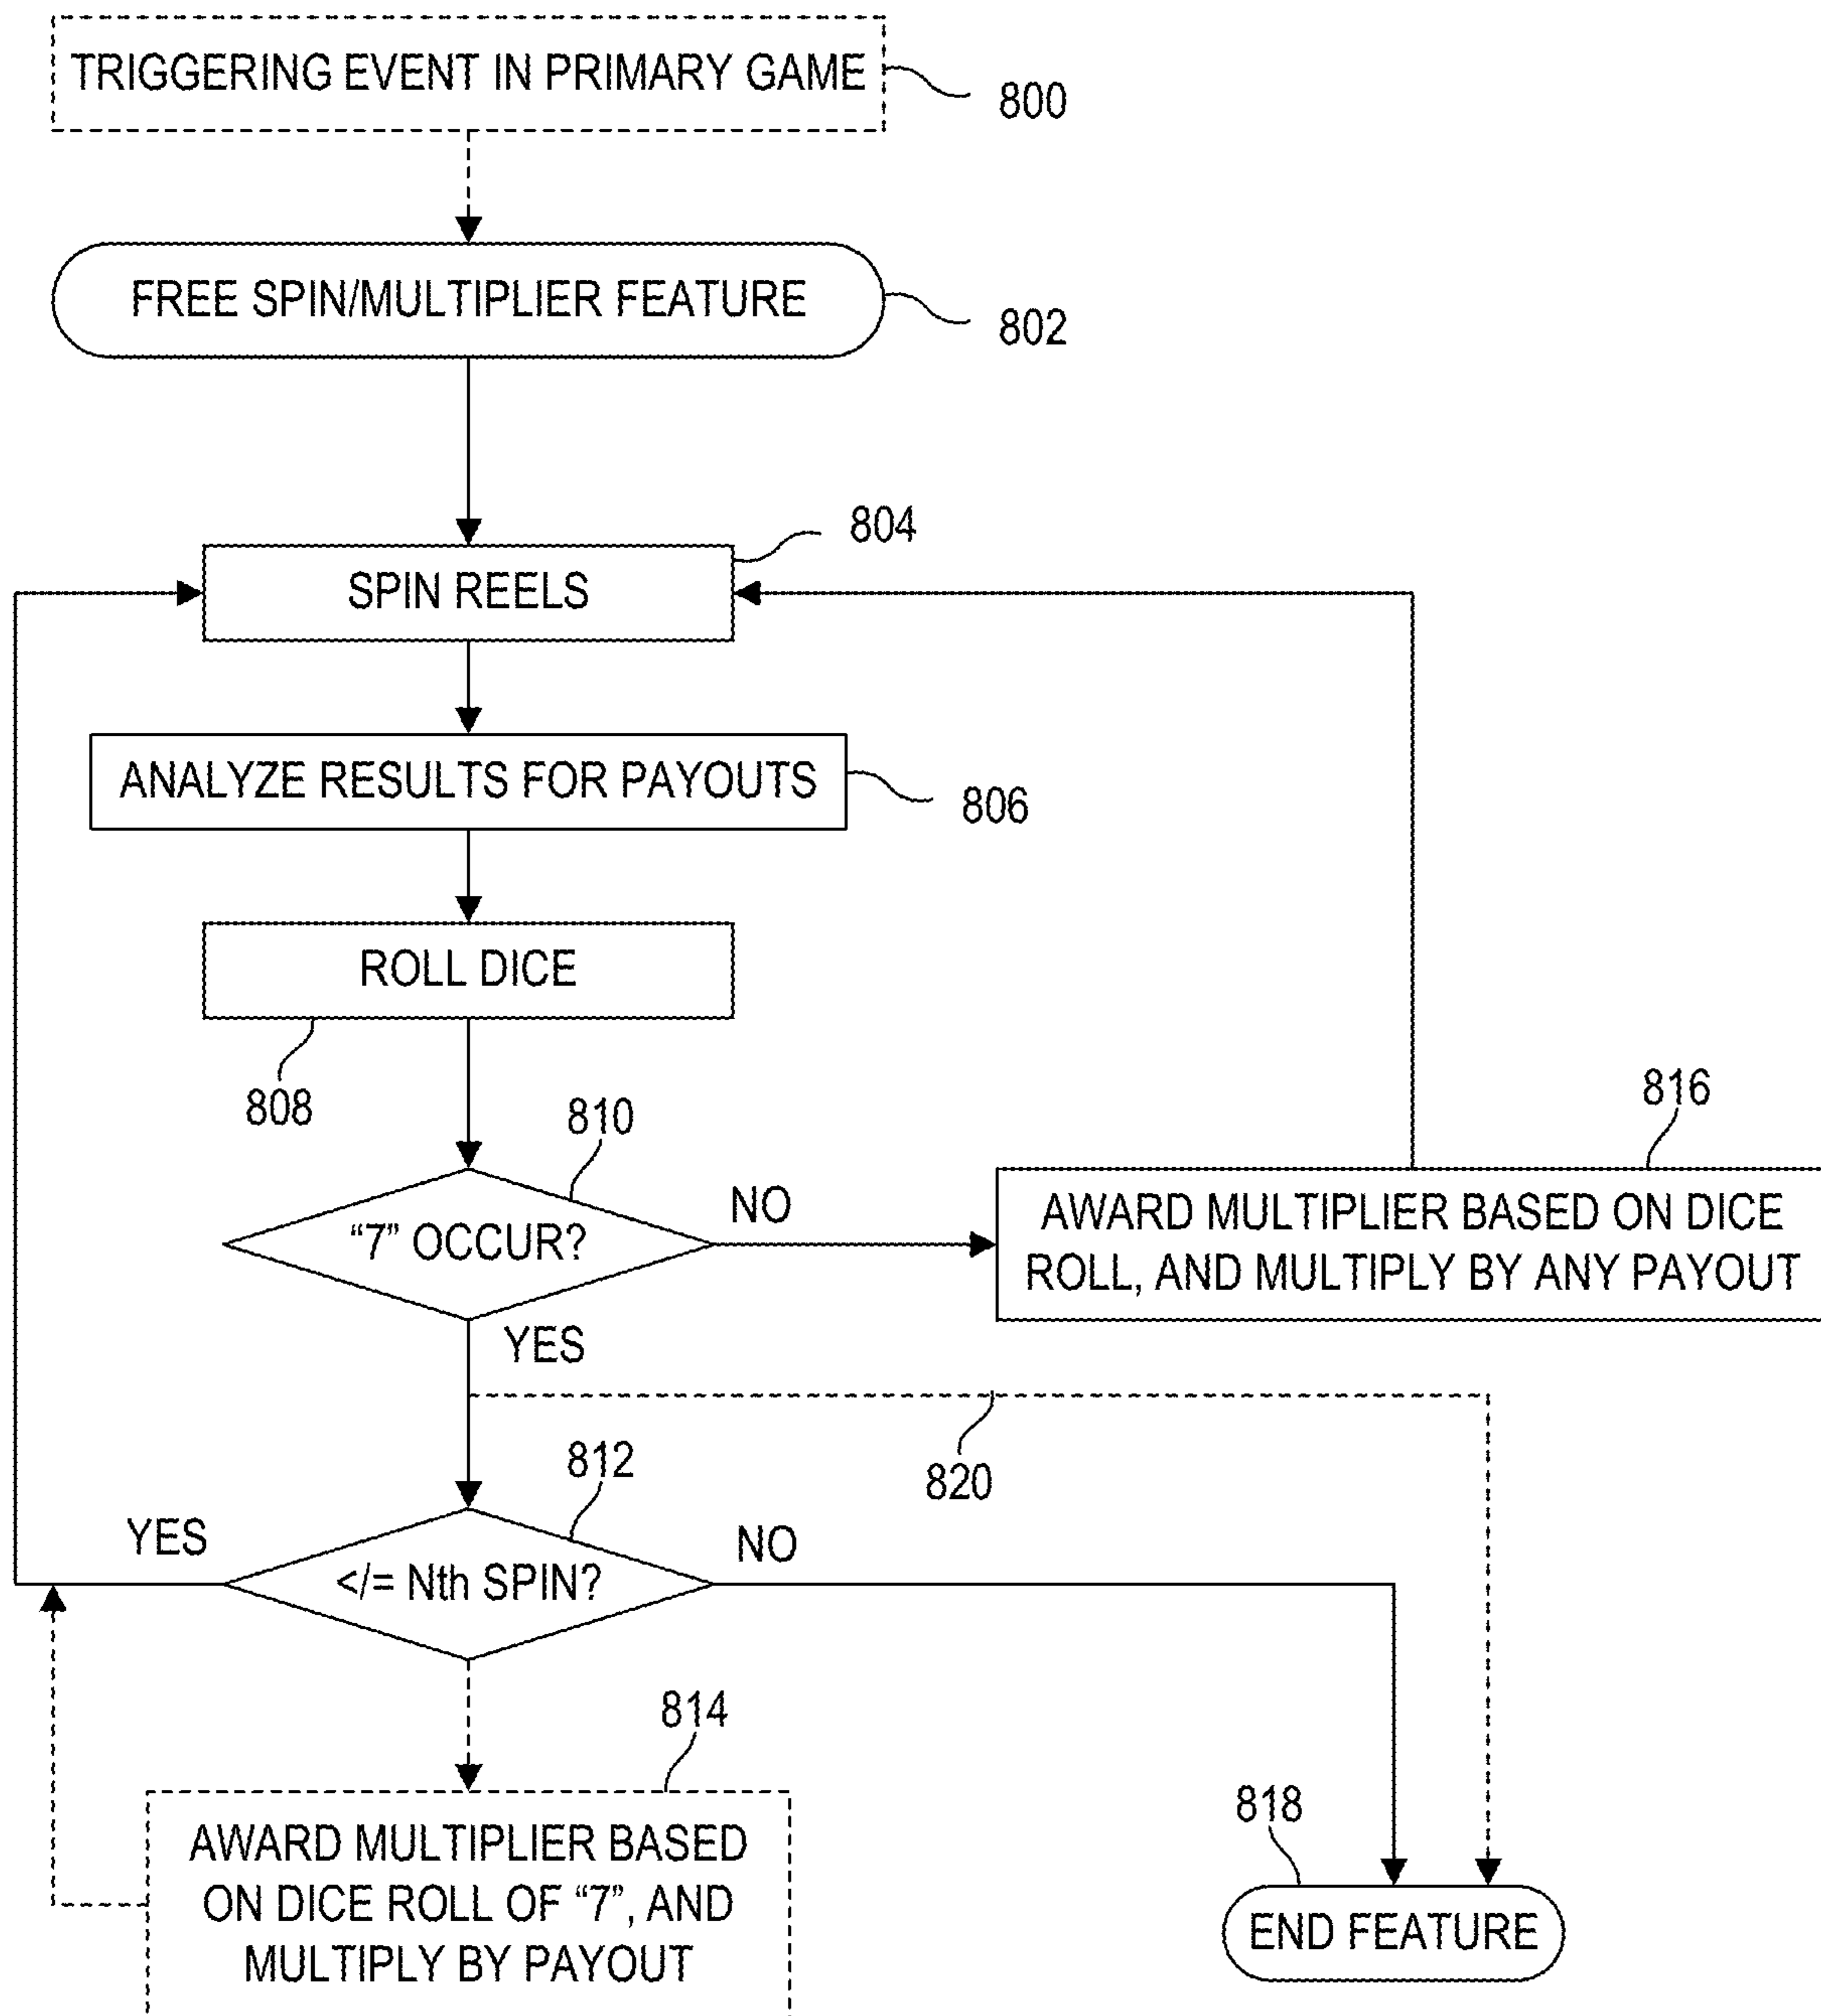 TRIGGERING EVENT IN PRIMARY GAME
800
FREE SPIN/MULTIPLIER FEATURE
802
804
SPIN REELS
ANALYZE RESULTS FOR PAYOUTS
806
ROLL DICE
808
810
816
"7" OCCUR?
NO
AWARD MULTIPLIER BASED ON DICE
ROLL, AND MULTIPLY BY ANY PAYOUT
YES
820
812
YES
NO
</= Nth SPIN?
814
AWARD MULTIPLIER BASED
ON DICE ROLL OF "7", AND
MULTIPLY BY PAYOUT
818
END FEATURE